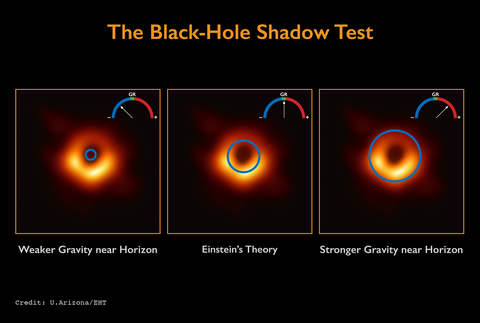 The Black-Hole Shadow Test
GR
− +
GR
− +
GR
− +
Weaker Gravity near Horizon
Einstein's Theory
Stronger Gravity near Horizon
Credit: U.Arizona/EHT